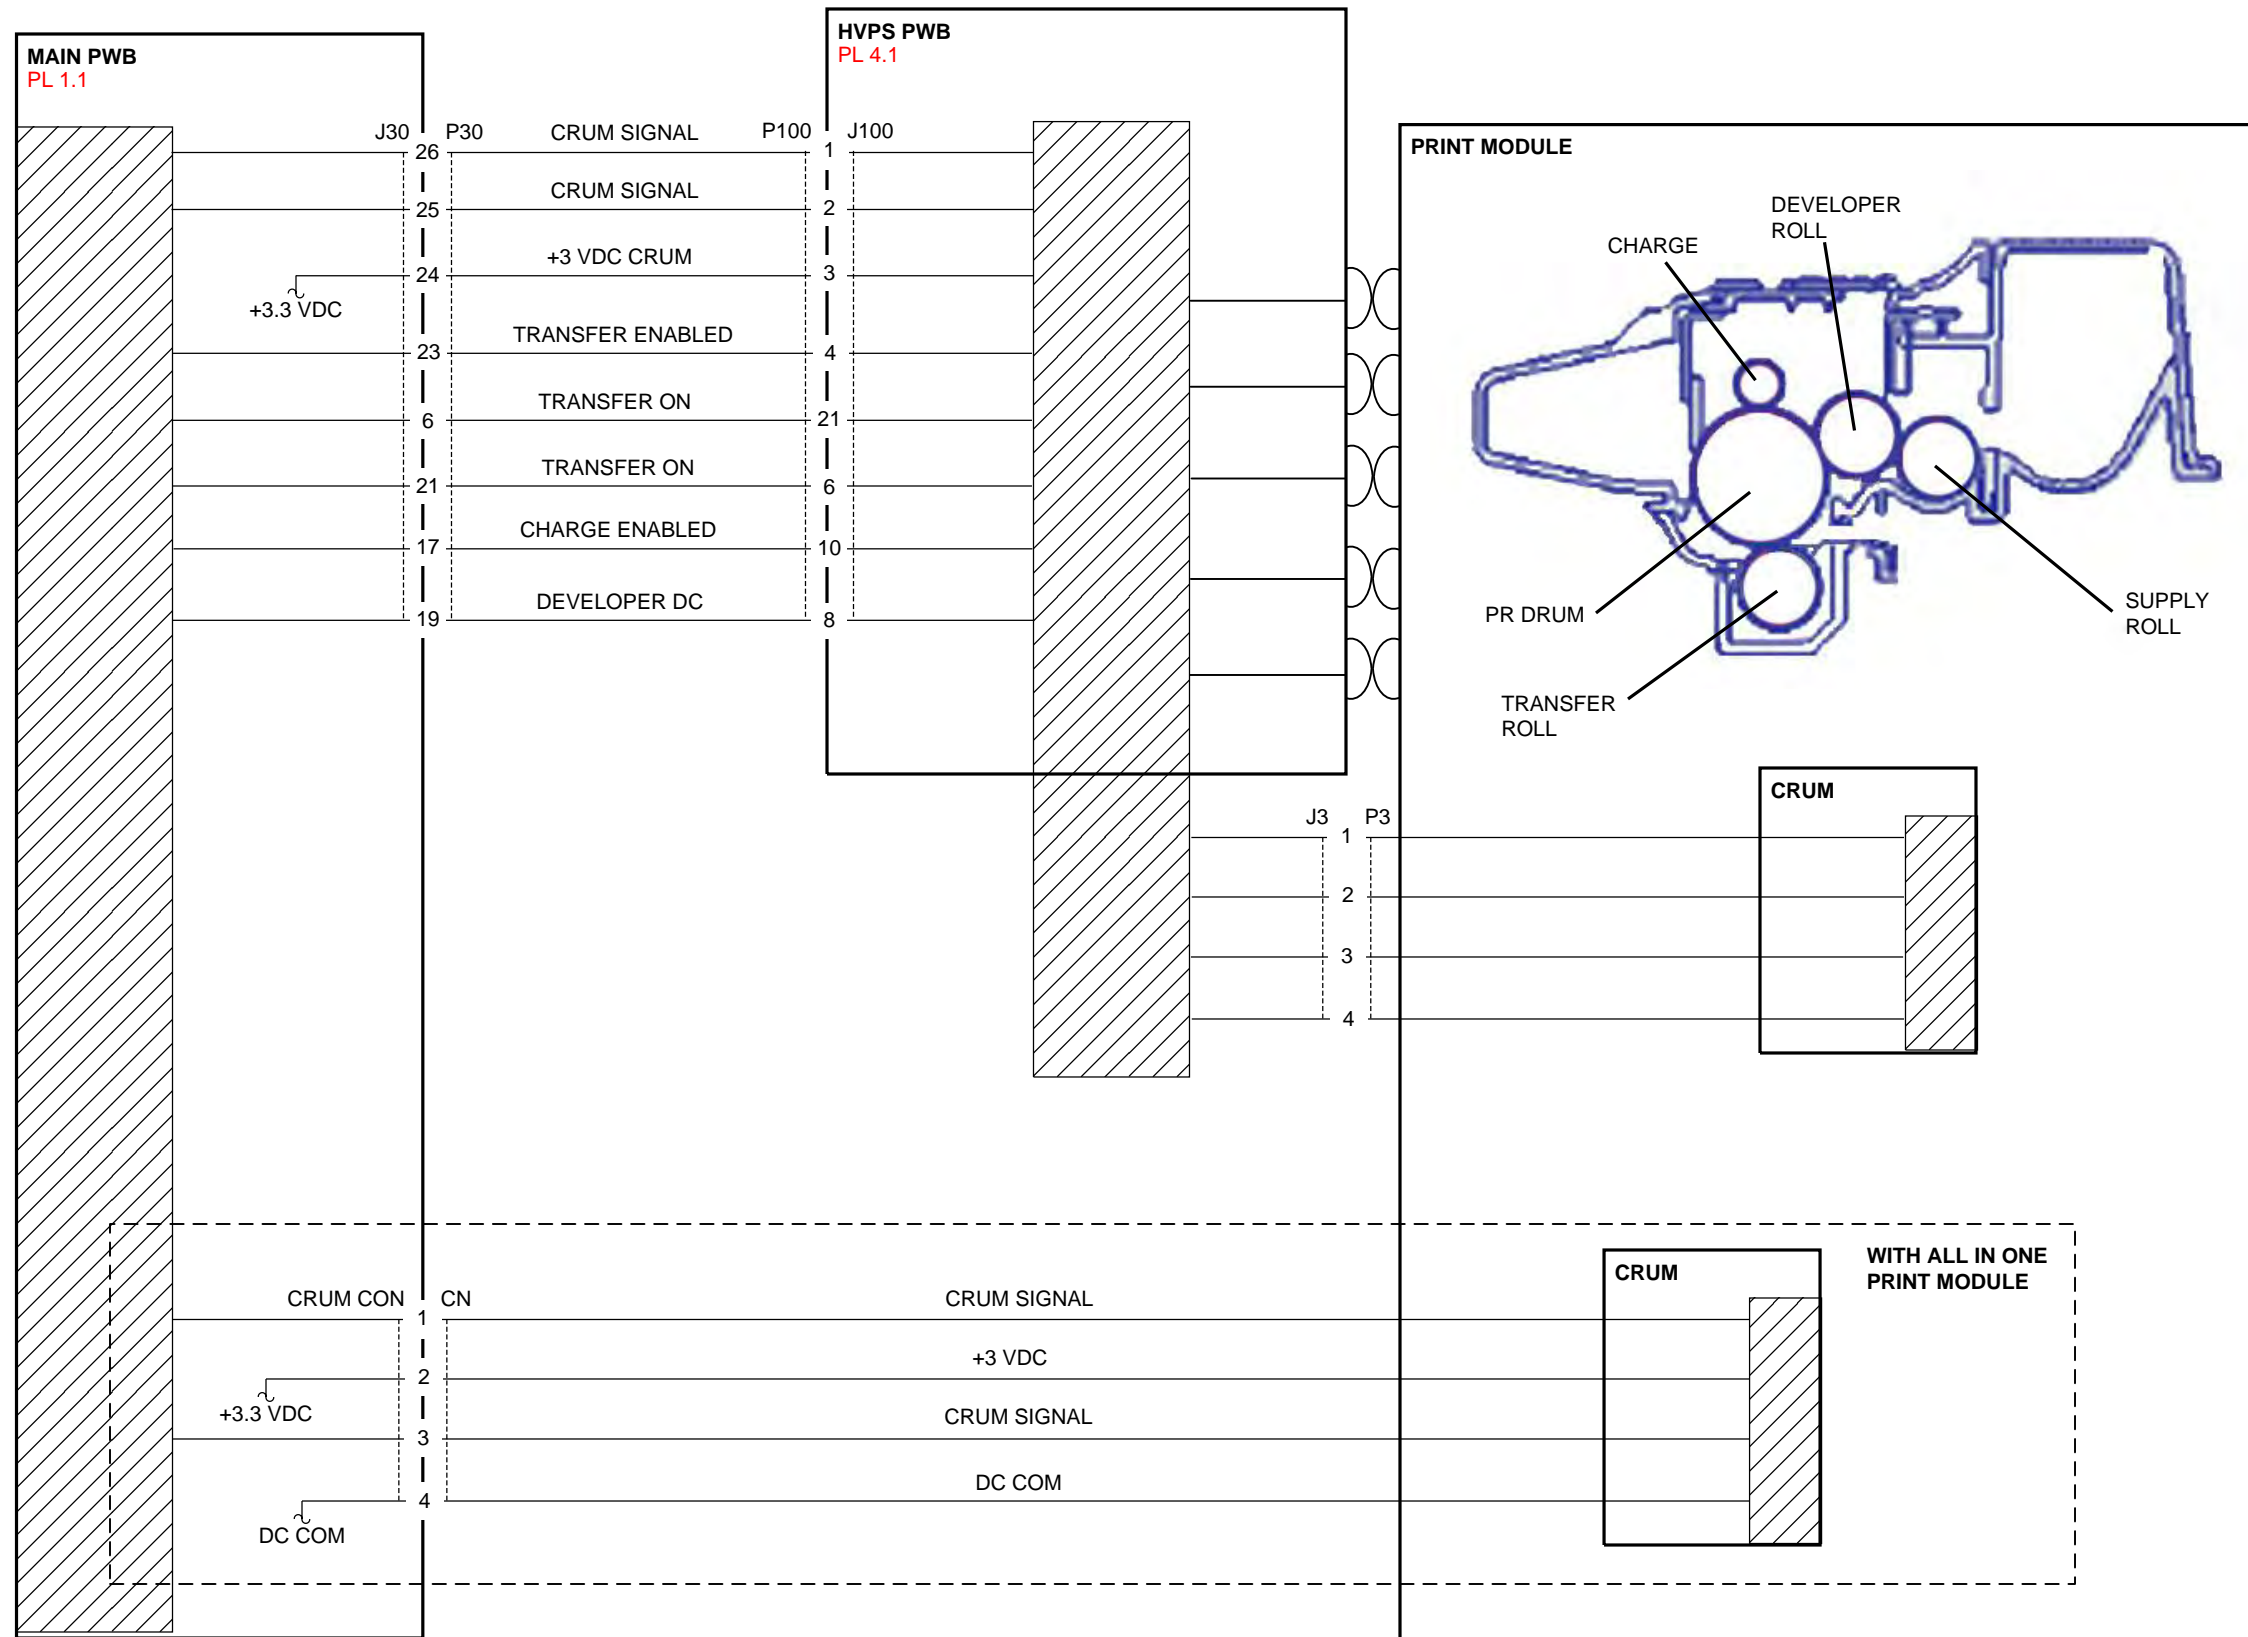 MAIN PWB
PL 1.1
HVPS PWB
PL 4.1
J30 P30 CRUM SIGNAL P100 J100
26 1
CRUM SIGNAL
25 2
+3 VDC CRUM
24 3
+3.3 VDC
TRANSFER ENABLED
23 4
TRANSFER ON
6 21
TRANSFER ON
21 6
CHARGE ENABLED
17 10
DEVELOPER DC
19 8
PRINT MODULE
DEVELOPER
ROLL
CHARGE
PR DRUM
SUPPLY
ROLL
TRANSFER
ROLL
CRUM
J3 P3
1
2
3
4
WITH ALL IN ONE
PRINT MODULE
CRUM
CRUM CON CN CRUM SIGNAL
1
+3 VDC
2
+3.3 VDC
CRUM SIGNAL
3
DC COM
4
DC COM